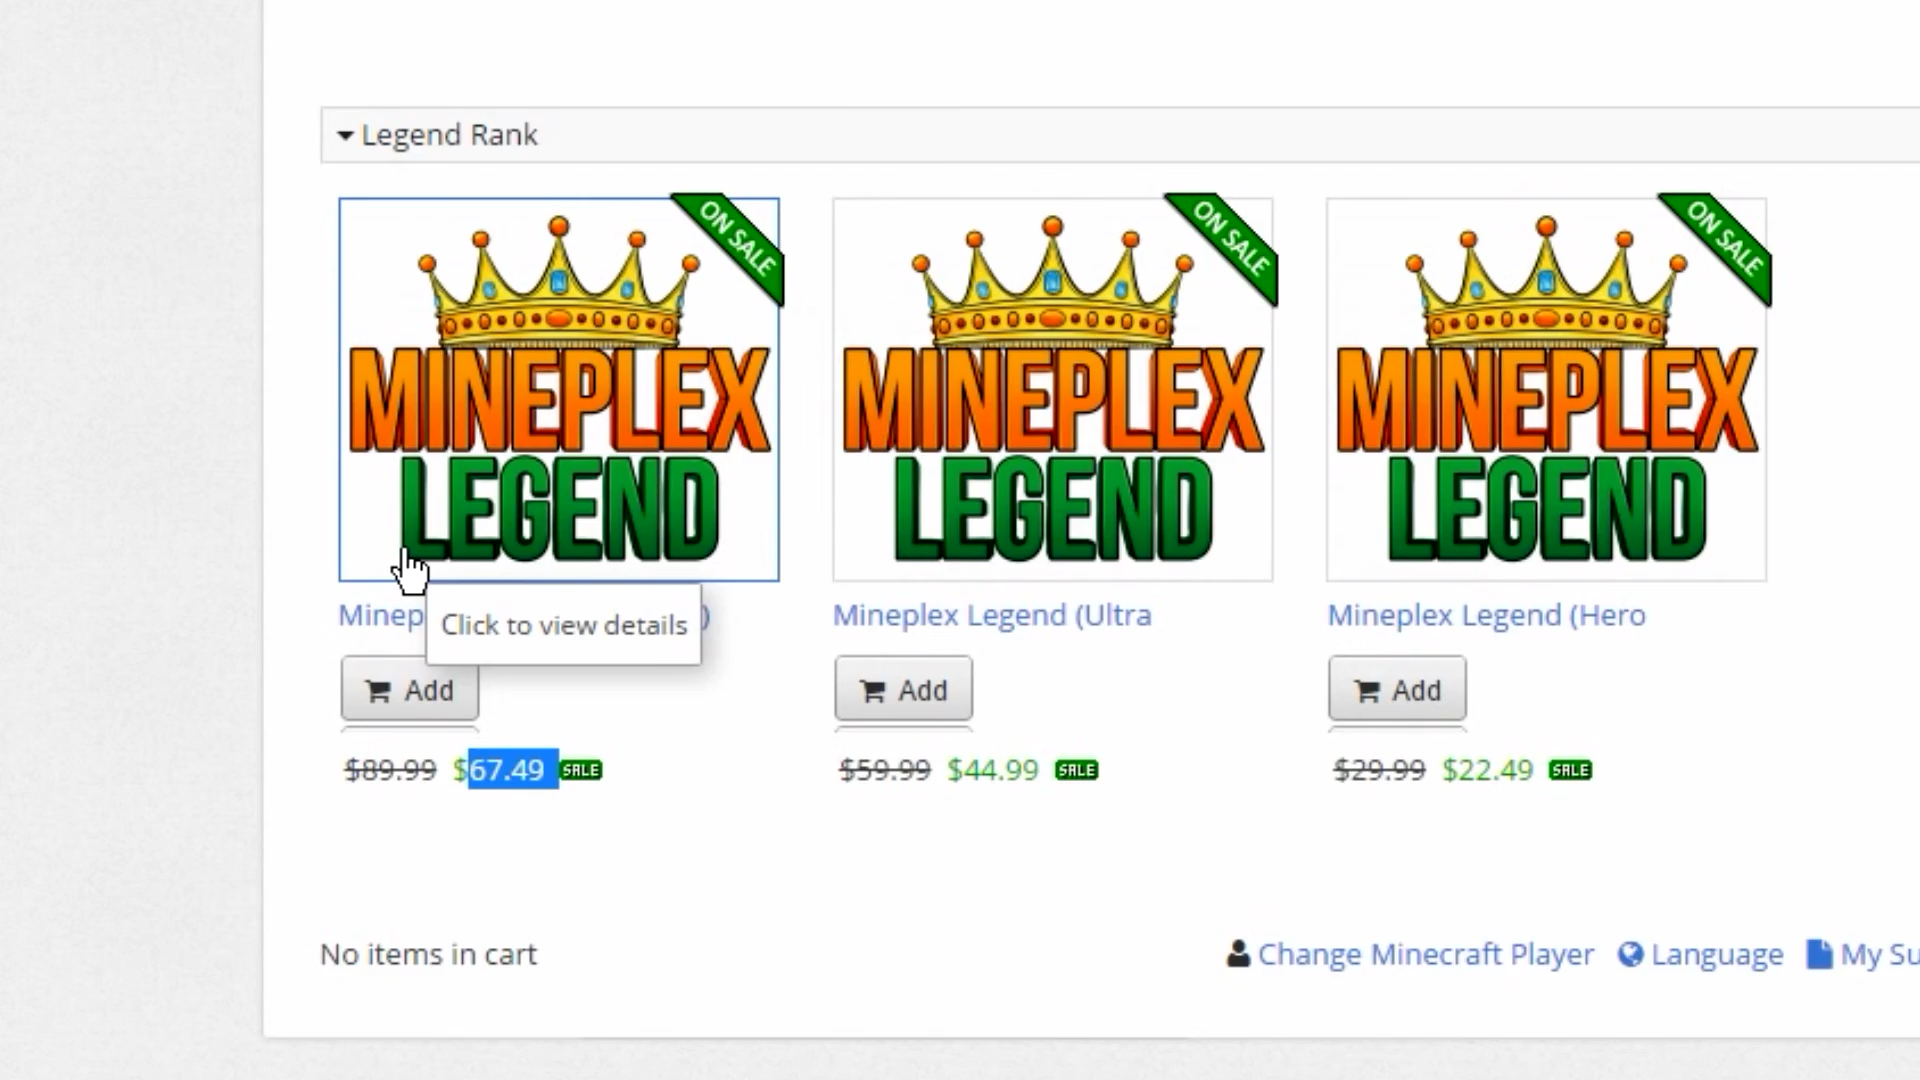 Legend Rank
ON SALE
ON SALE
ON SALE
MINEPLEX
LEGEND
MINEPLEX
LEGEND
MINEPLEX
LEGEND
Minep )
Mineplex Legend (Ultra
Mineplex Legend (Hero
Click to view details
Add
Add
Add
$89.99 $67.49 SALE
$59.99 $44.99 SALE
$29.99 $22.49 SALE
No items in cart
Change Minecraft Player Language My Su